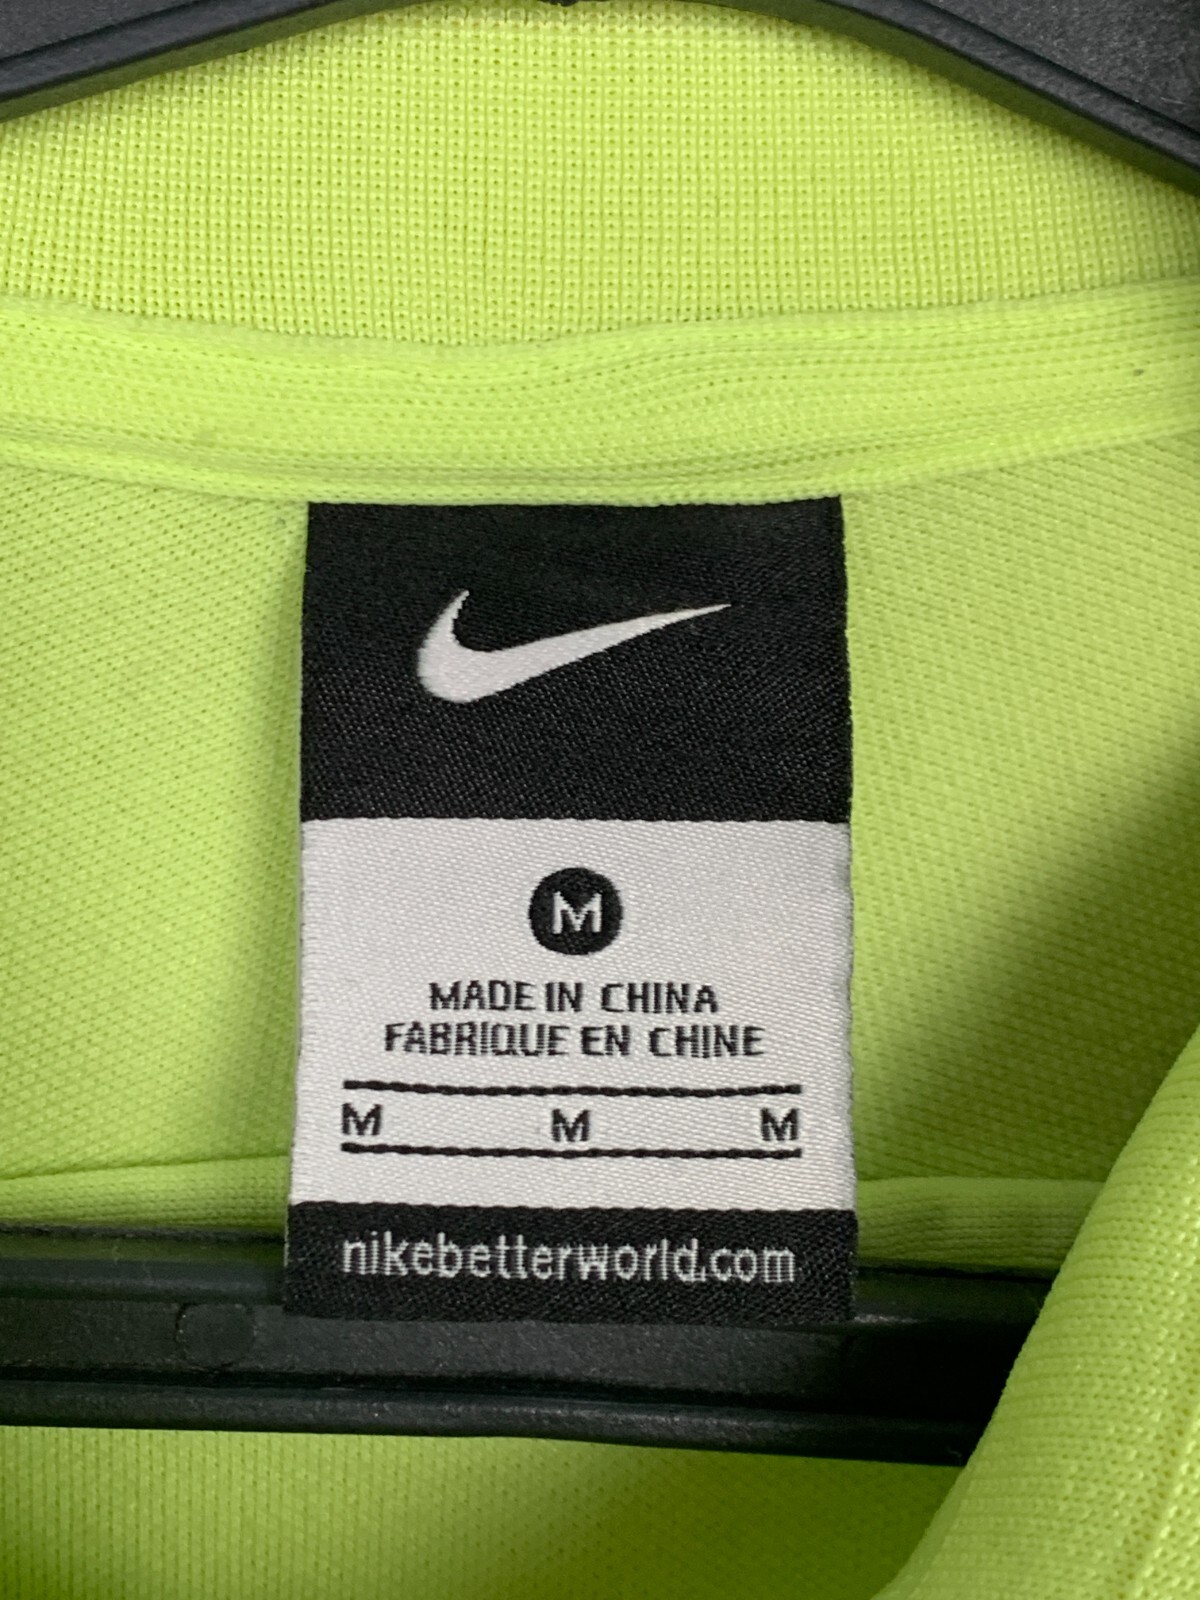 M
MADE IN CHINA
FABRIQUE EN CHINE
M M M
nikebetterworld.com